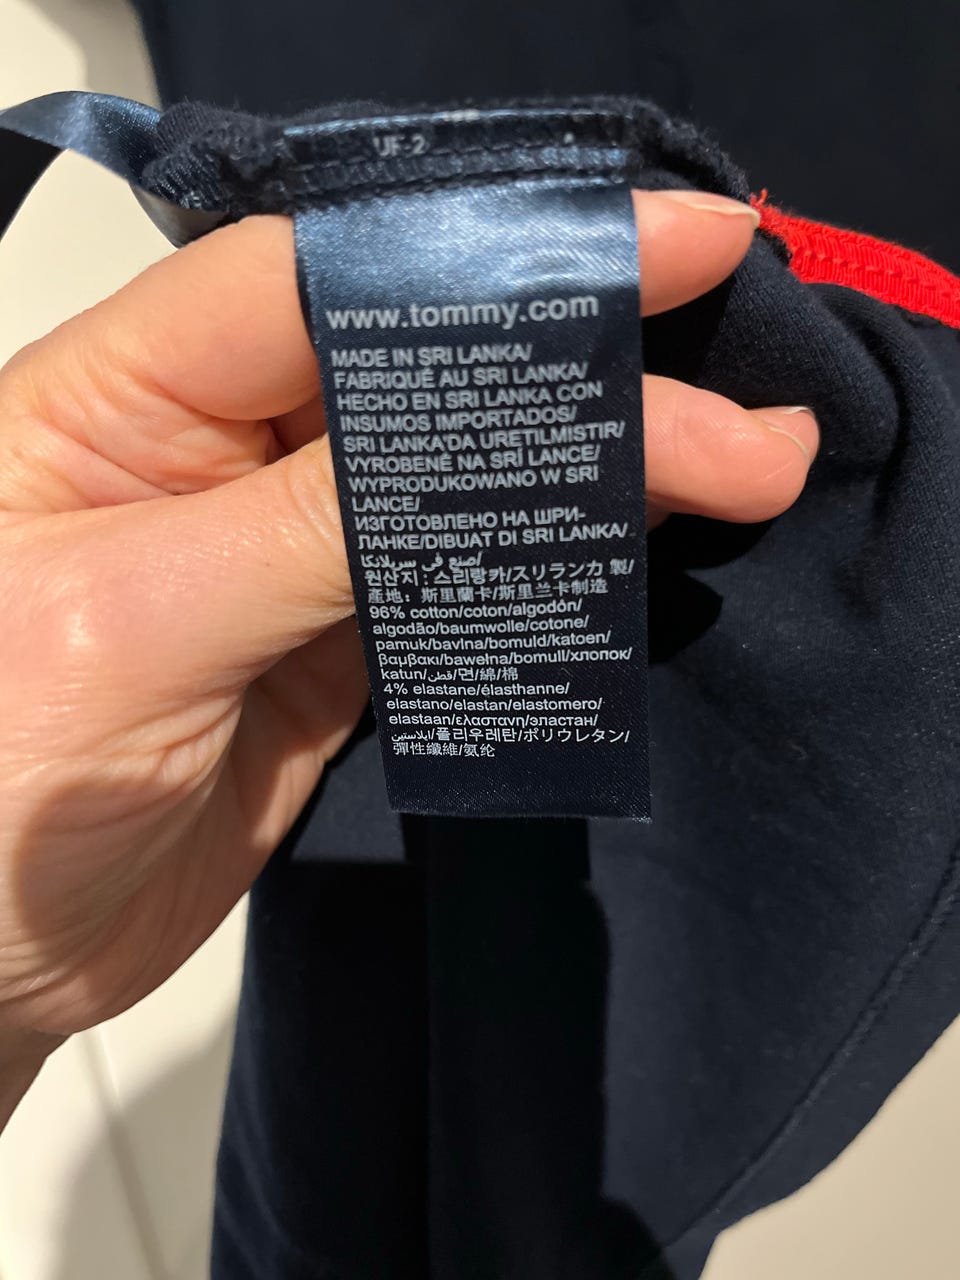 UF-2
www.tommy.com
MADE IN SRI LANKA/
FABRIQUÉ AU SRI LANKA/
HECHO EN SRI LANKA CON
INSUMOS IMPORTADOS/
SRI LANKA'DA URETILMISTIR/
VYROBENÉ NA SRÍ LANCE/
WYPRODUKOWANO W SRI
LANCE/
ИЗГОТОВЛЕНО НА ШРИ-
ЛАНКЕ/DIBUAT DI SRI LANKA/
صنع في سريلانكا/
원산지 : 스리랑카/スリランカ 製/
產地: 斯里蘭卡/斯里兰卡制造
96% cotton/coton/algodón/
algodão/baumwolle/cotone/
pamuk/bavlna/bomuld/katoen/
βαμβακι/bawełna/bomull/хлопок/
katun/قطن/면/綿/棉
4% elastane/élasthanne/
elastano/elastan/elastomero/
elastaan/ελαστανη/эластан/
ايلاستين/폴리우레탄/ポリウレタン/
彈性纖維/氨纶